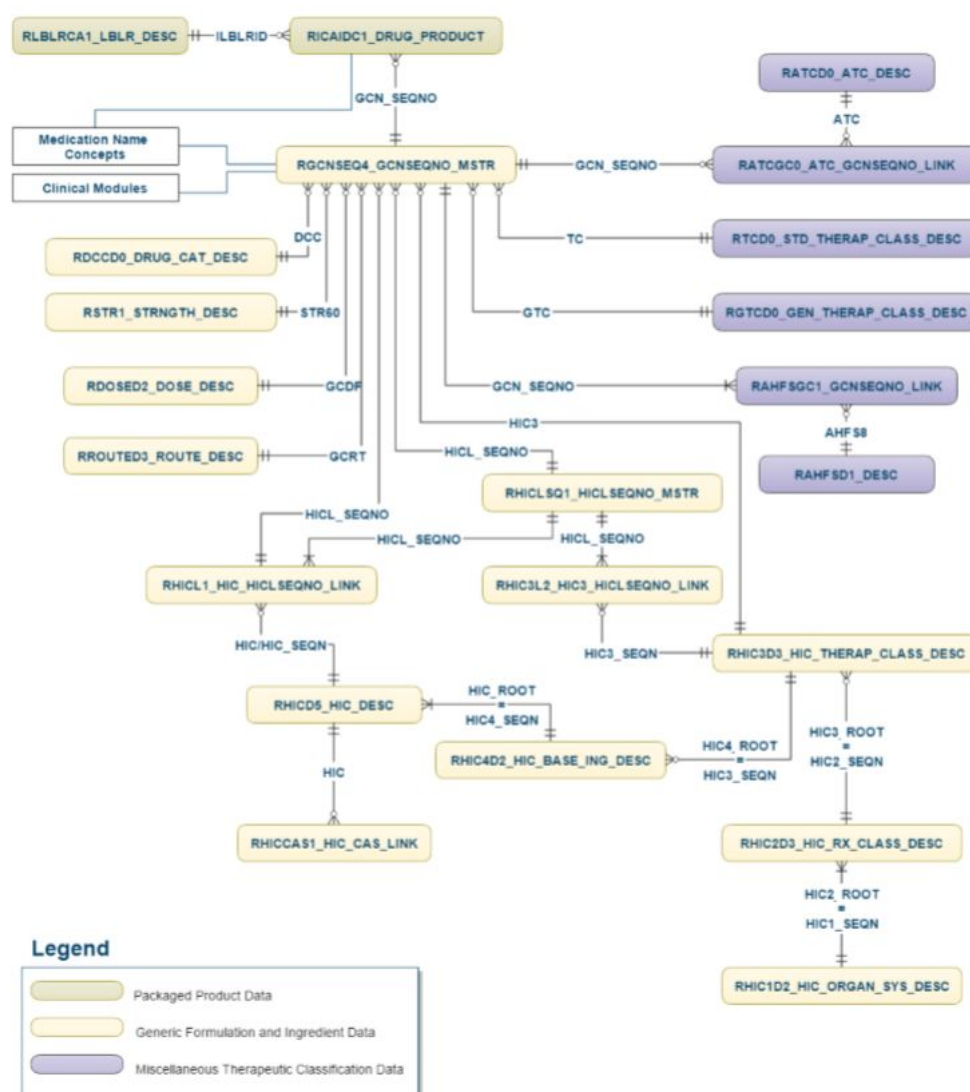 RLBLRCA1_LBLR_DESC
ILBLRID
RICAIDC1_DRUG_PRODUCT
RATCD0_ATC_DESC
GCN_SEQNO
ATC
Medication Name
Concepts
RGCNSEQ4_GCNSEQNO_MSTR
GCN_SEQNO
RATCGC0_ATC_GCNSEQNO_LINK
Clinical Modules
DCC
TC
RTCD0_STD_THERAP_CLASS_DESC
RDCCD0_DRUG_CAT_DESC
RSTR1_STRNGTH_DESC
STR60
GTC
RGTCD0_GEN_THERAP_CLASS_DESC
RDOSED2_DOSE_DESC
GCDF
GCN_SEQNO
RAHFSGC1_GCNSEQNO_LINK
HIC3
AHFS8
RROUTED3_ROUTE_DESC
GCRT
HICL_SEQNO
RAHFSD1_DESC
RHICLSQ1_HICLSEQNO_MSTR
HICL_SEQNO
HICL_SEQNO
HICL_SEQNO
RHICL1_HIC_HICLSEQNO_LINK
RHIC3L2_HIC3_HICLSEQNO_LINK
HIC/HIC_SEQN
HIC3_SEQN
RHIC3D3_HIC_THERAP_CLASS_DESC
RHICD5_HIC_DESC
HIC_ROOT
=
HIC4_SEQN
RHIC4D2_HIC_BASE_ING_DESC
HIC4_ROOT
=
HIC3_SEQN
HIC3_ROOT
=
HIC2_SEQN
HIC
RHICCAS1_HIC_CAS_LINK
RHIC2D3_HIC_RX_CLASS_DESC
HIC2_ROOT
=
HIC1_SEQN
RHIC1D2_HIC_ORGAN_SYS_DESC
Legend
Packaged Product Data
Generic Formulation and Ingredient Data
Miscellaneous Therapeutic Classification Data